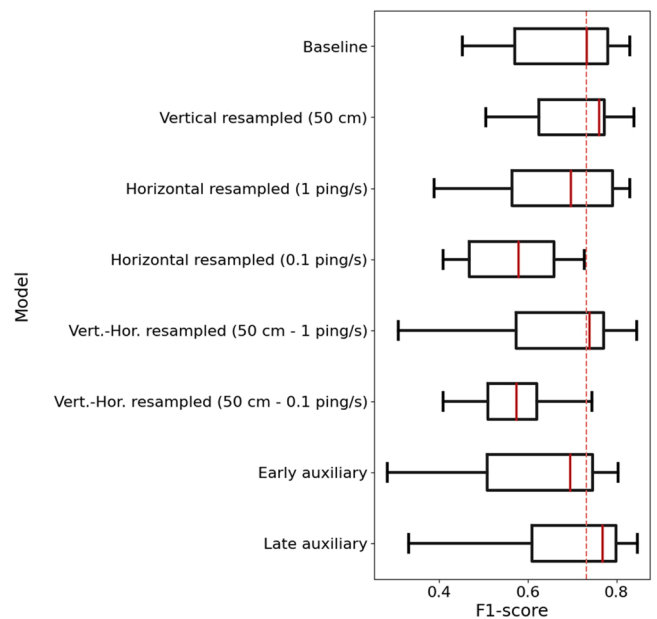 Model
Baseline
Vertical resampled (50 cm)
Horizontal resampled (1 ping/s)
Horizontal resampled (0.1 ping/s)
Vert.-Hor. resampled (50 cm - 1 ping/s)
Vert.-Hor. resampled (50 cm - 0.1 ping/s)
Early auxiliary
Late auxiliary
0.4 0.6 0.8
F1-score